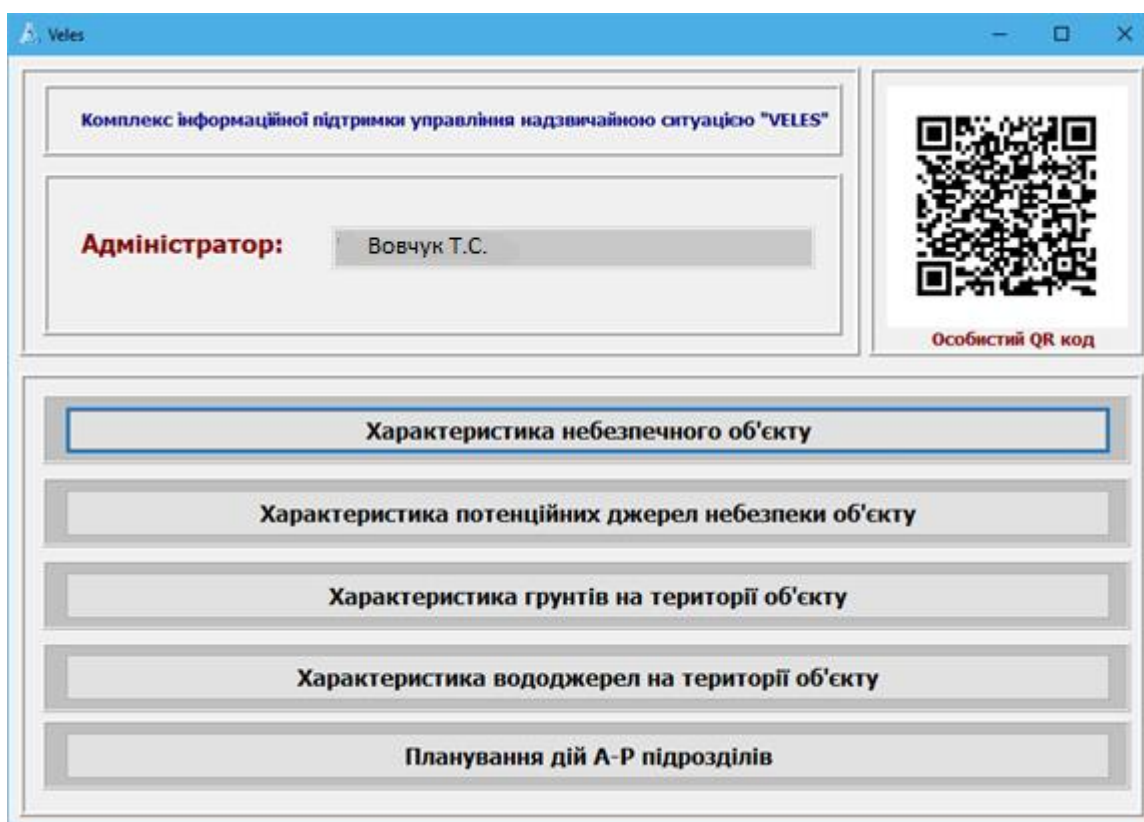 Veles
Комплекс інформаційної підтримки управління надзвичайною ситуацією "VELES"
Адміністратор:
Вовчук Т.С.
Особистий QR код
Характеристика небезпечного об'єкту
Характеристика потенційних джерел небезпеки об'єкту
Характеристика грунтів на території об'єкту
Характеристика вододжерел на території об'єкту
Планування дій А-Р підрозділів